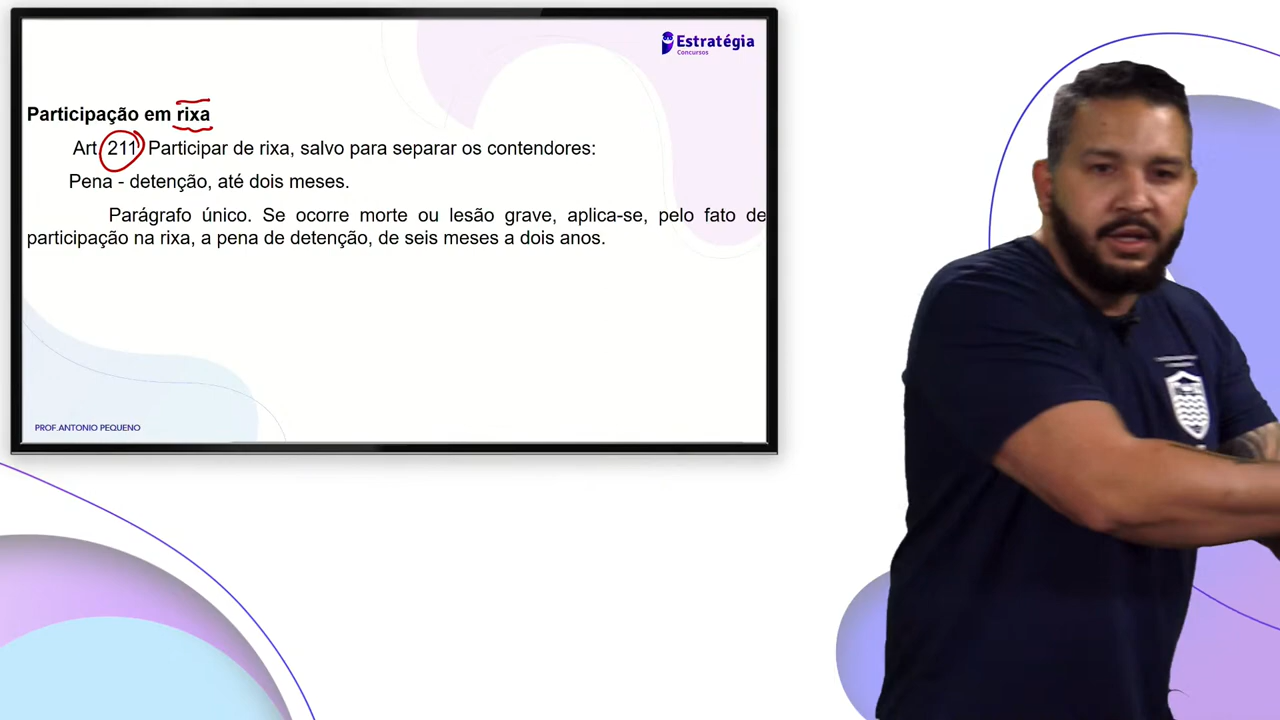 Estratégia
Concursos
Participação em rixa
Art. 211 Participar de rixa, salvo para separar os contendores:
Pena - detenção, até dois meses.
Parágrafo único. Se ocorre morte ou lesão grave, aplica-se, pelo fato de
participação na rixa, a pena de detenção, de seis meses a dois anos.
PROF. ANTONIO PEQUENO